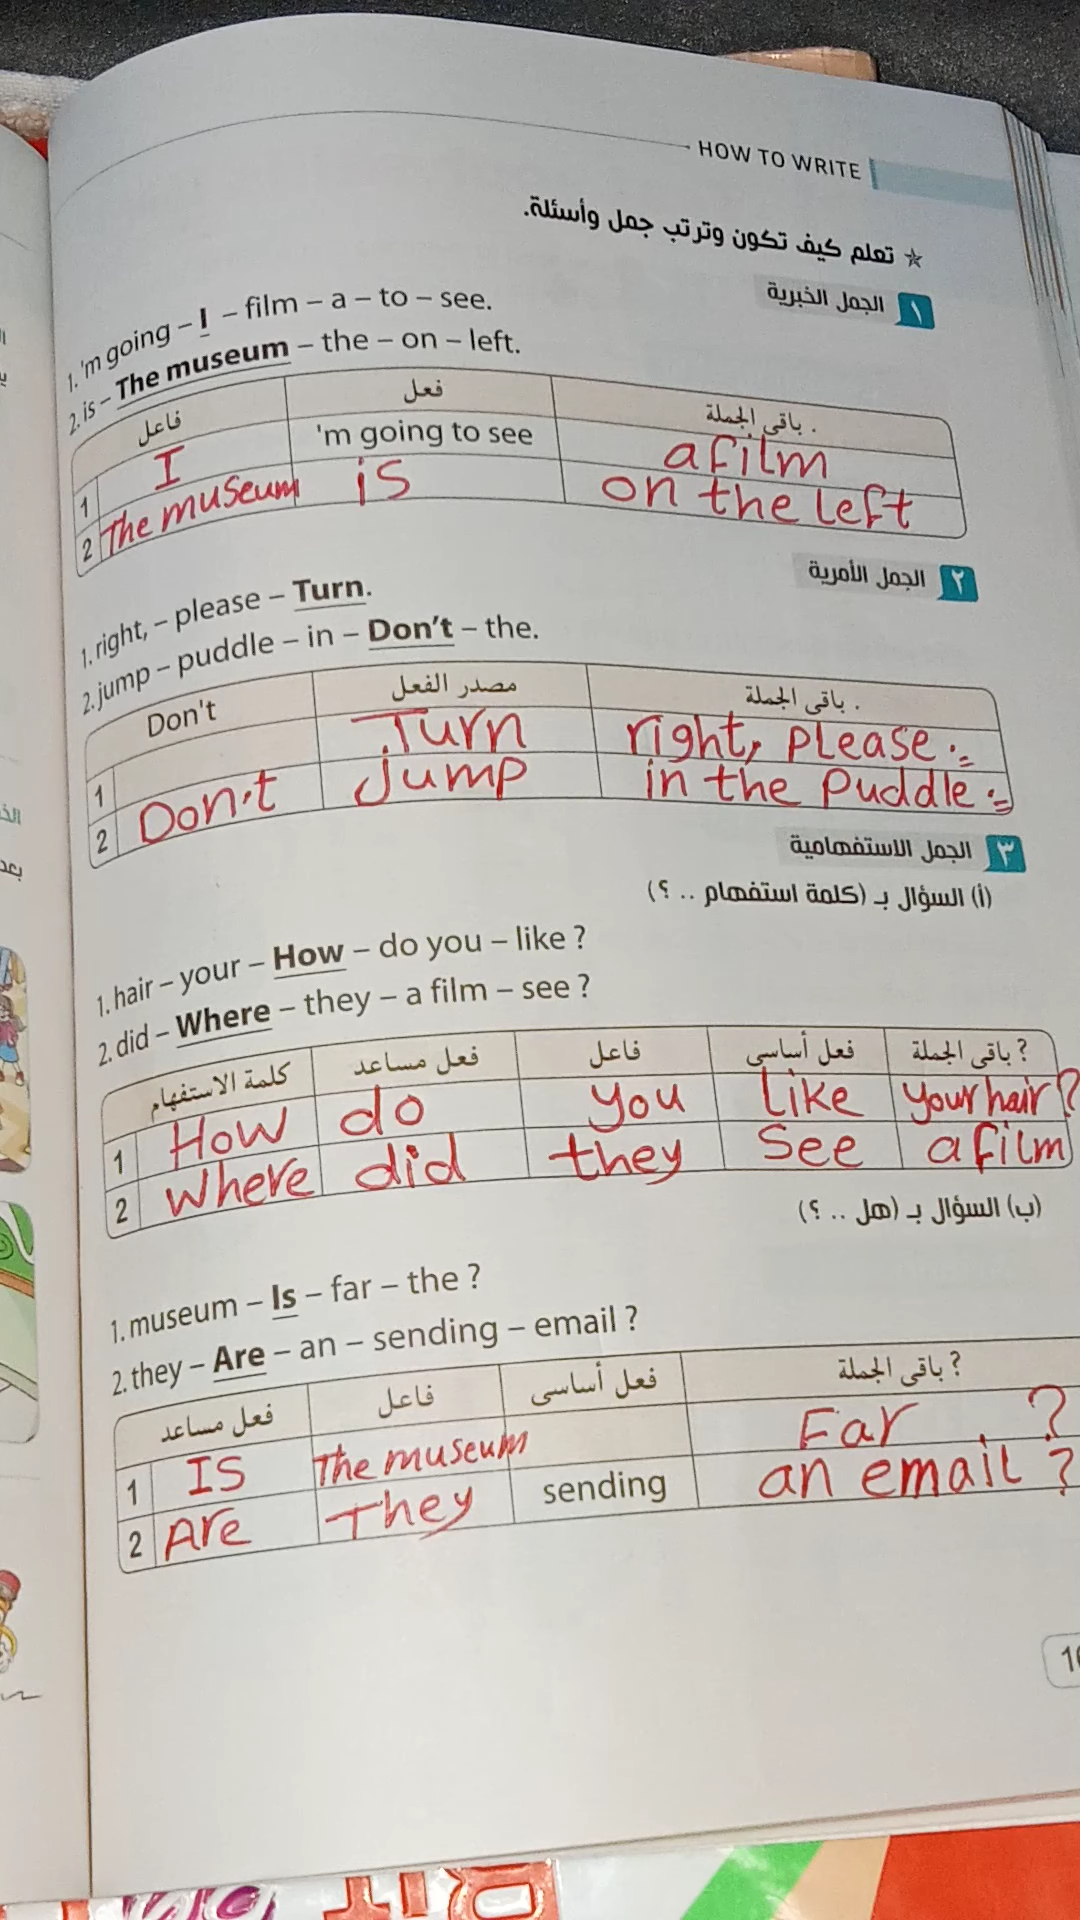 HOW TO WRITE
★ تعلم كيف تكون وترتب جمل وأسئلة.
١ الجمل الخبرية
1. 'm going – I – film – a – to – see.
2. is – The museum – the – on – left.
فاعل فعل باقى الجملة .
1 I 'm going to see a film
2 The museum is on the left
٢ الجمل الأمرية
1. right, – please – Turn.
2. jump – puddle – in – Don't – the.
Don't مصدر الفعل باقى الجملة .
1 Turn right, please.
2 Don't Jump in the Puddle.
٣ الجمل الاستفهامية
(أ) السؤال بـ (كلمة استفهام .. ؟)
1. hair – your – How – do you – like ?
2. did – Where – they – a film – see ?
كلمة الاستفهام فعل مساعد فاعل فعل أساسى باقى الجملة ?
1 How do you like your hair ?
2 Where did they see a film
(ب) السؤال بـ (هل .. ؟)
1. museum – Is – far – the ?
2. they – Are – an – sending – email ?
فعل مساعد فاعل فعل أساسى باقى الجملة ?
1 IS The museum Far ?
2 Are They sending an email ?